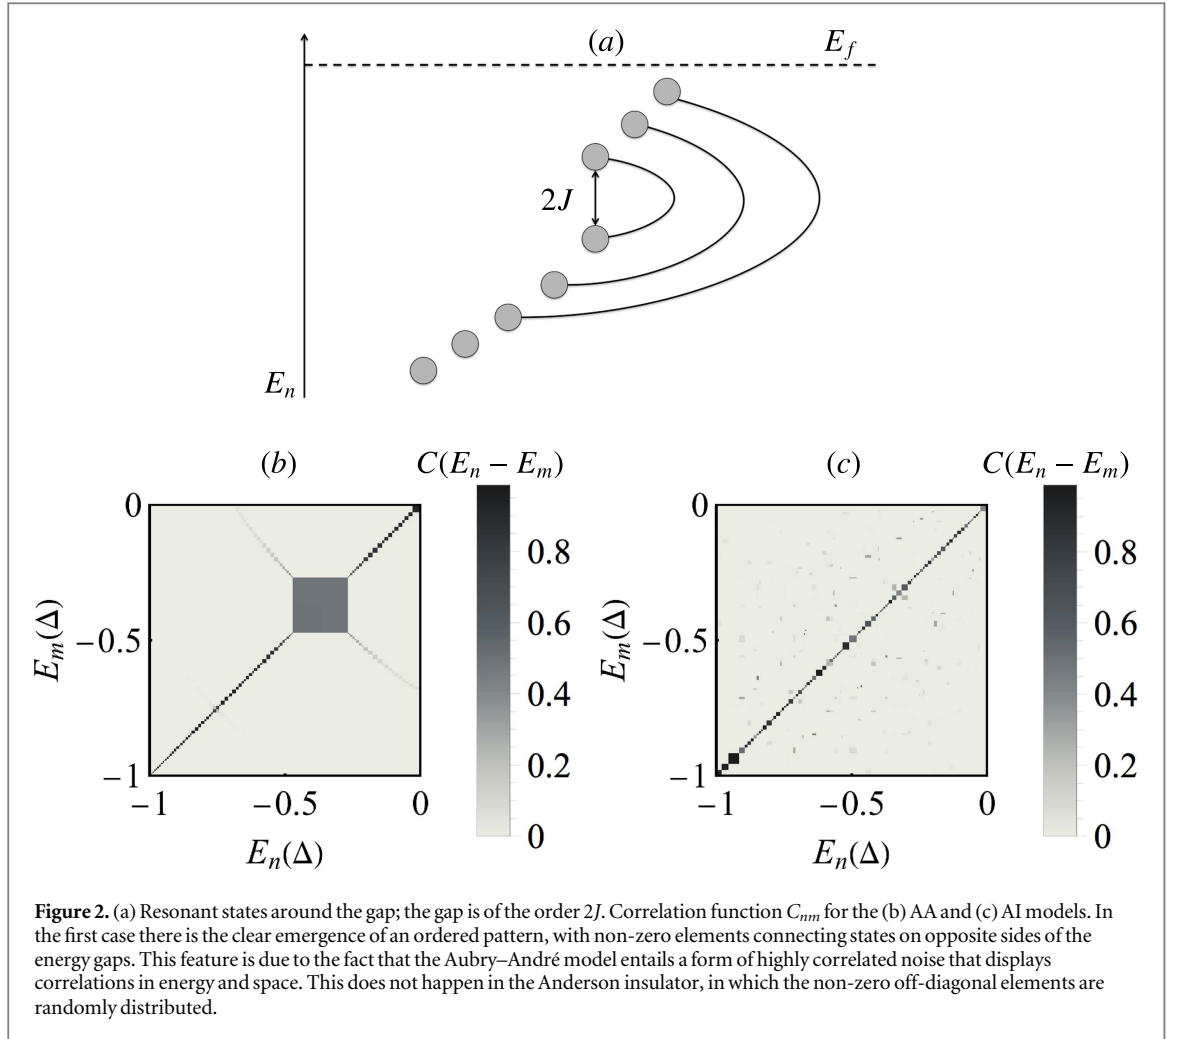 (a)
E_f
2J
E_n
(b) C(E_n − E_m) (c) C(E_n − E_m)
0
−0.5
−1
E_m(Δ)
−1 −0.5 0
E_n(Δ)
0.8
0.6
0.4
0.2
0
0
−0.5
−1
E_m(Δ)
−1 −0.5 0
E_n(Δ)
0.8
0.6
0.4
0.2
0
Figure 2. (a) Resonant states around the gap; the gap is of the order 2J. Correlation function C_nm for the (b) AA and (c) AI models. In
the first case there is the clear emergence of an ordered pattern, with non-zero elements connecting states on opposite sides of the
energy gaps. This feature is due to the fact that the Aubry–André model entails a form of highly correlated noise that displays
correlations in energy and space. This does not happen in the Anderson insulator, in which the non-zero off-diagonal elements are
randomly distributed.